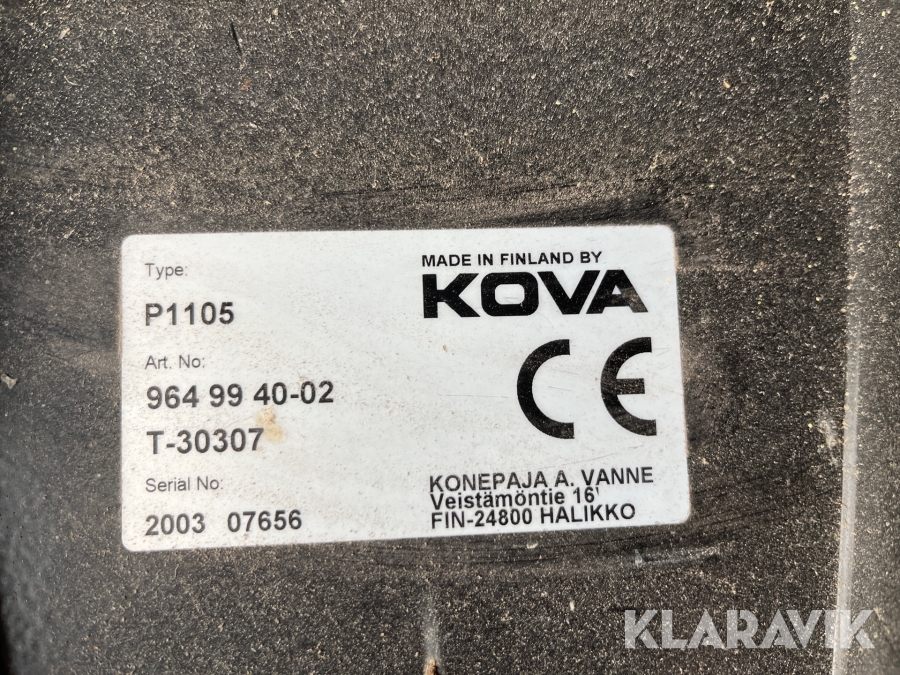 Type:
P1105
Art. No:
964 99 40-02
T-30307
Serial No:
2003 07656
MADE IN FINLAND BY
KOVA
CE
KONEPAJA A. VANNE
Veistämöntie 16
FIN-24800 HALIKKO
KLARAVIK